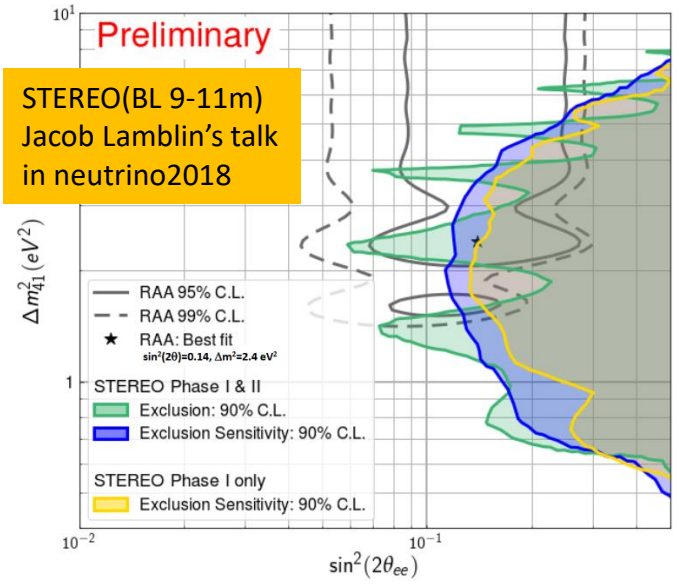 10¹
Preliminary
STEREO(BL 9-11m)
Jacob Lamblin's talk
in neutrino2018
Δm²₄₁(eV²)
RAA 95% C.L.
RAA 99% C.L.
RAA: Best fit
sin²(2θ)=0.14, Δm²=2.4 eV²
1
STEREO Phase I & II
Exclusion: 90% C.L.
Exclusion Sensitivity: 90% C.L.
STEREO Phase I only
Exclusion Sensitivity: 90% C.L.
10⁻² 10⁻¹
sin²(2θₑₑ)